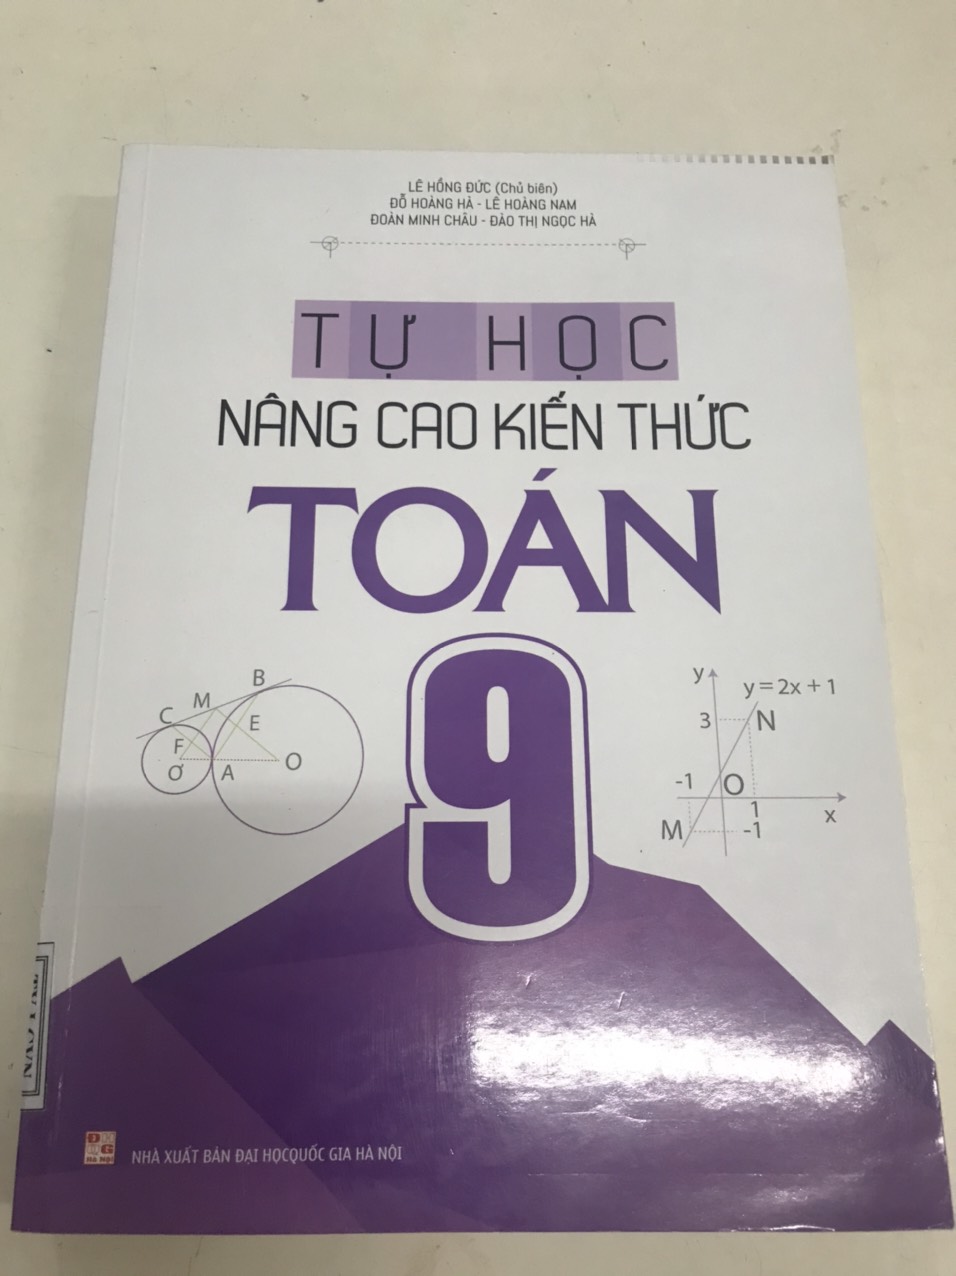 LÊ HỒNG ĐỨC (Chủ biên)
ĐỖ HOÀNG HÀ - LÊ HOÀNG NAM
ĐOÀN MINH CHÂU - ĐÀO THỊ NGỌC HÀ
TỰ HỌC
NÂNG CAO KIẾN THỨC
TOÁN
9
B
M
C
E
F
O'
A
O
y
y = 2x + 1
3
N
-1
O
1
x
M
-1
NHÀ XUẤT BẢN ĐẠI HỌCQUỐC GIA HÀ NỘI